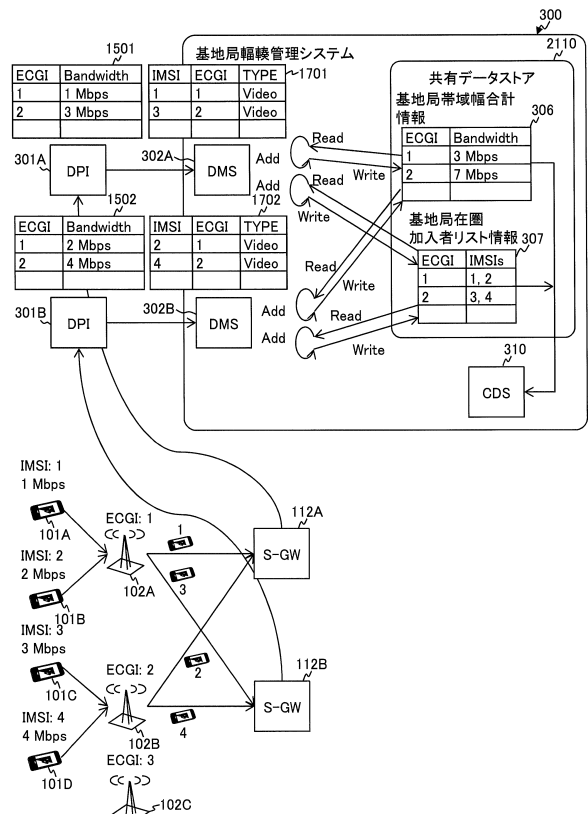 300
1501
基地局輻輳管理システム
2110
ECGI Bandwidth
1 1 Mbps
2 3 Mbps
IMSI ECGI TYPE
1 1 Video
3 2 Video
1701
共有データストア
基地局帯域幅合計
情報
306
ECGI Bandwidth
1 3 Mbps
2 7 Mbps
301A
DPI
302A
DMS
Add
Read
Write
Add
Read
Write
1502
1702
ECGI Bandwidth
1 2 Mbps
2 4 Mbps
IMSI ECGI TYPE
2 1 Video
4 2 Video
基地局在圏
加入者リスト情報
307
ECGI IMSIs
1 1, 2
2 3, 4
301B
DPI
302B
DMS
Add
Read
Write
Add
Read
Write
310
CDS
IMSI: 1
1 Mbps
101A
ECGI: 1
102A
1
3
112A
S-GW
IMSI: 2
2 Mbps
101B
IMSI: 3
3 Mbps
101C
ECGI: 2
102B
2
4
112B
S-GW
IMSI: 4
4 Mbps
101D
ECGI: 3
102C